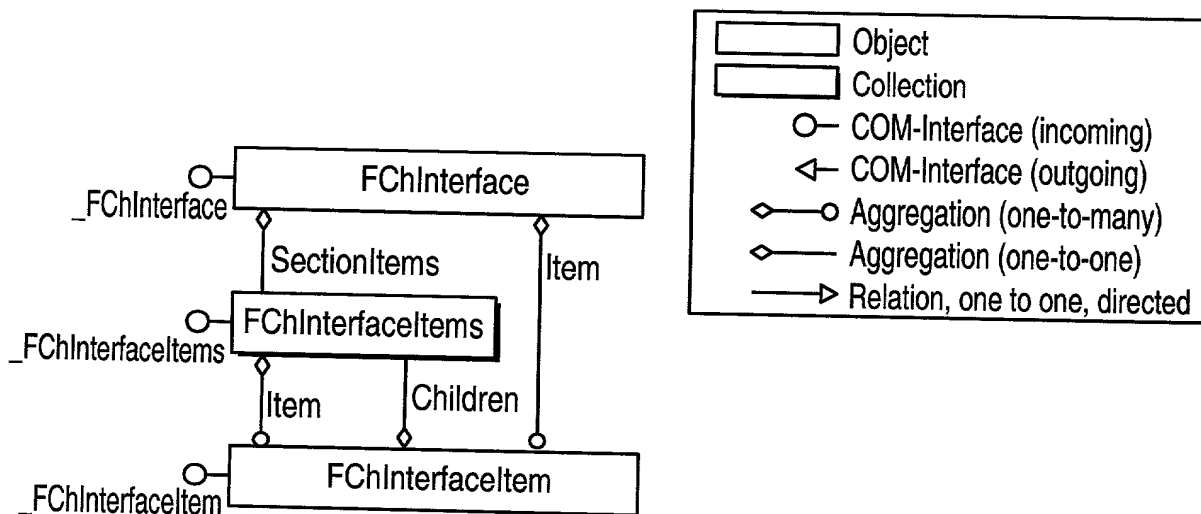 FChInterface
_FChInterface
SectionItems
Item
FChInterfaceItems
_FChInterfaceItems
Item
Children
FChInterfaceItem
_FChInterfaceItem
Object
Collection
COM-Interface (incoming)
COM-Interface (outgoing)
Aggregation (one-to-many)
Aggregation (one-to-one)
Relation, one to one, directed